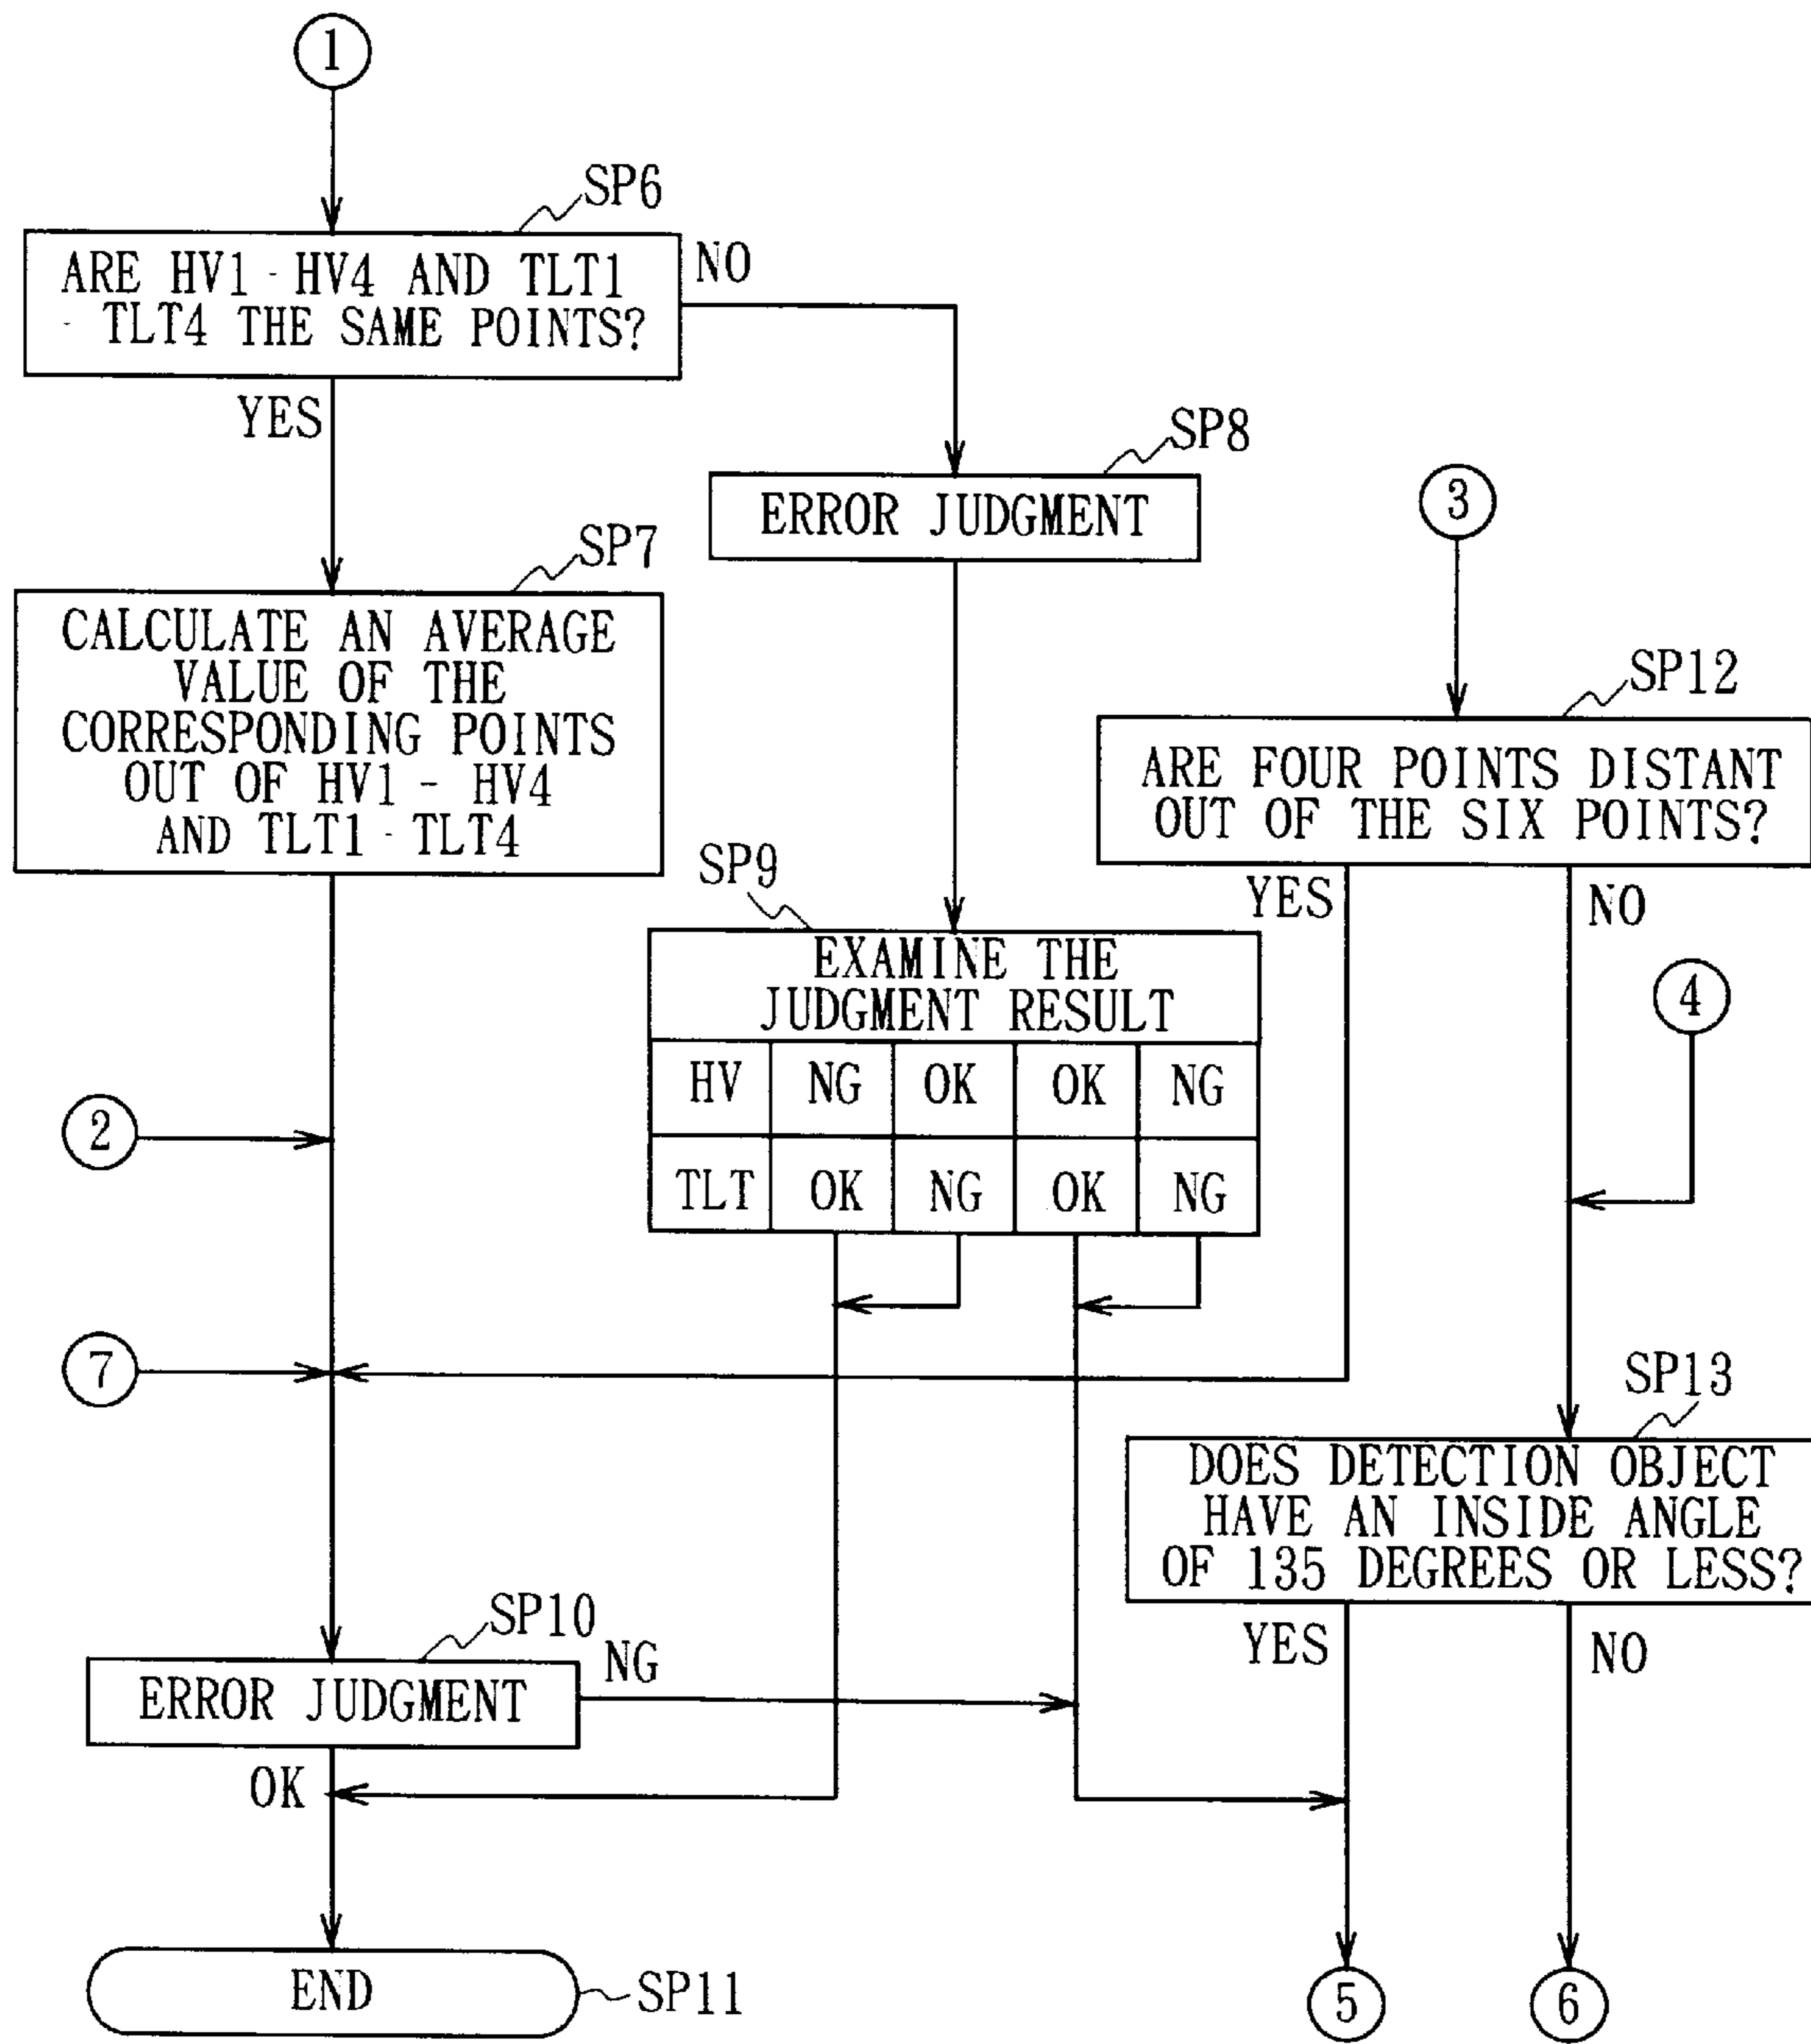 1
SP6
ARE HV1 - HV4 AND TLT1
- TLT4 THE SAME POINTS?
NO
YES
SP8
ERROR JUDGMENT
3
SP7
CALCULATE AN AVERAGE
VALUE OF THE
CORRESPONDING POINTS
OUT OF HV1 - HV4
AND TLT1 - TLT4
SP12
ARE FOUR POINTS DISTANT
OUT OF THE SIX POINTS?
YES
NO
SP9
EXAMINE THE
JUDGMENT RESULT
HV NG OK OK NG
TLT OK NG OK NG
4
2
7
SP13
DOES DETECTION OBJECT
HAVE AN INSIDE ANGLE
OF 135 DEGREES OR LESS?
YES
NO
SP10
ERROR JUDGMENT
NG
OK
END
SP11
5
6